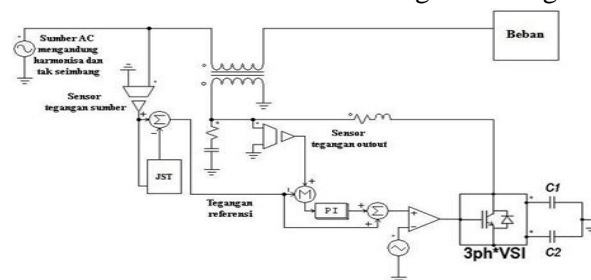 Sumber AC
mengandung
harmonisa dan
tak seimbang
Beban
Sensor
tegangan sumber
Sensor
tegangan outout
JST
Tegangan
referensi
M
PI
3ph*VSI
C1
C2